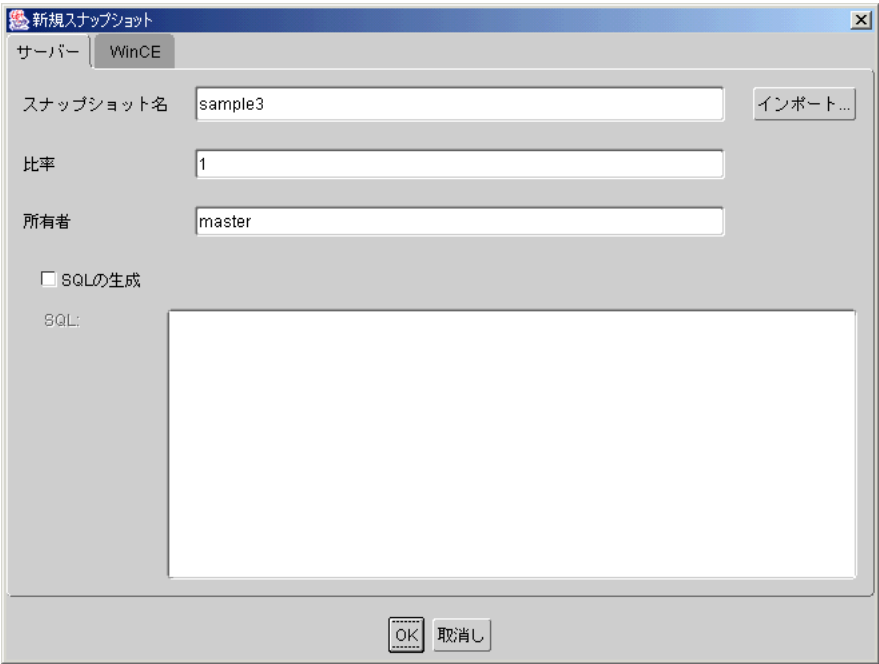 新規スナップショット
サーバー WinCE
スナップショット名 sample3 インポート...
比率 1
所有者 master
SQLの生成
SQL:
OK 取消し